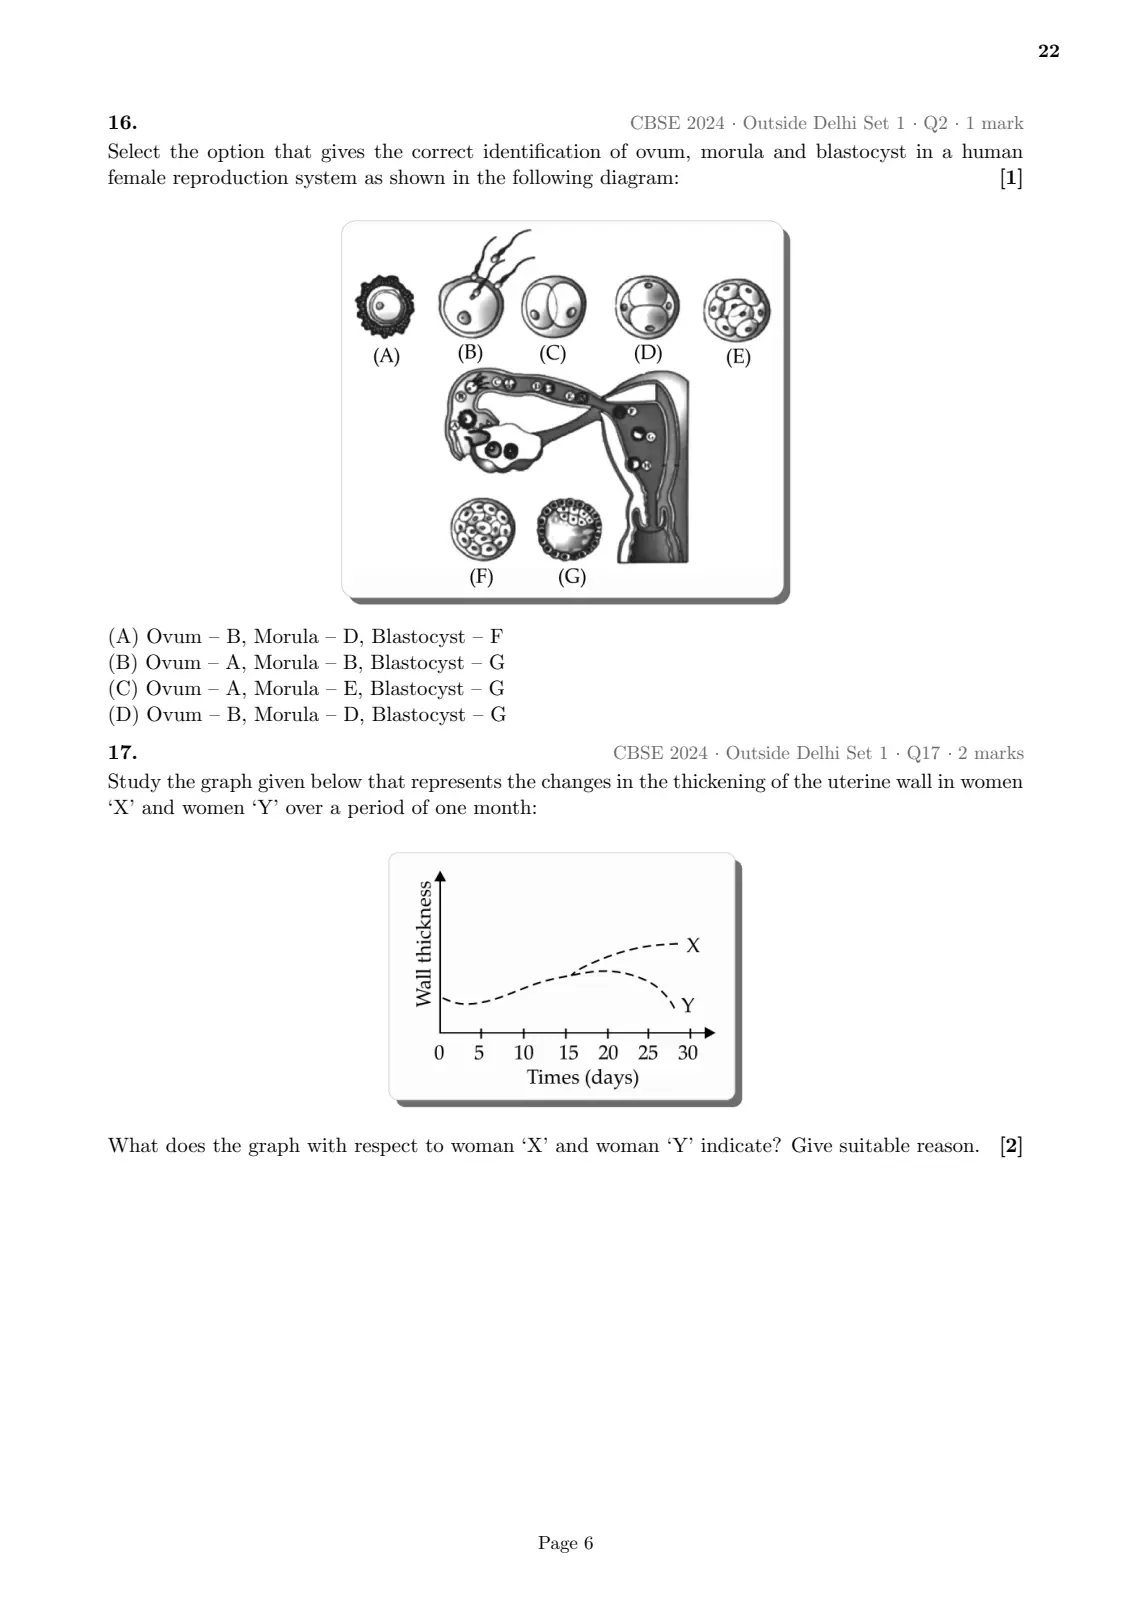 22
16. CBSE 2024 · Outside Delhi Set 1 · Q2 · 1 mark
Select the option that gives the correct identification of ovum, morula and blastocyst in a human
female reproduction system as shown in the following diagram: [1]
(A) (B) (C) (D) (E)
(F) (G)
(A) Ovum – B, Morula – D, Blastocyst – F
(B) Ovum – A, Morula – B, Blastocyst – G
(C) Ovum – A, Morula – E, Blastocyst – G
(D) Ovum – B, Morula – D, Blastocyst – G
17. CBSE 2024 · Outside Delhi Set 1 · Q17 · 2 marks
Study the graph given below that represents the changes in the thickening of the uterine wall in women
‘X’ and women ‘Y’ over a period of one month:
Wall thickness
X
Y
0 5 10 15 20 25 30
Times (days)
What does the graph with respect to woman ‘X’ and woman ‘Y’ indicate? Give suitable reason. [2]
Page 6